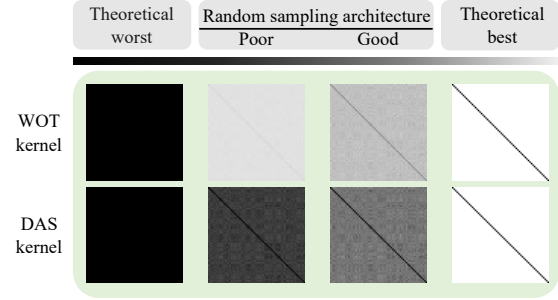 Theoretical
worst
Random sampling architecture
Poor
Good
Theoretical
best
WOT
kernel
DAS
kernel